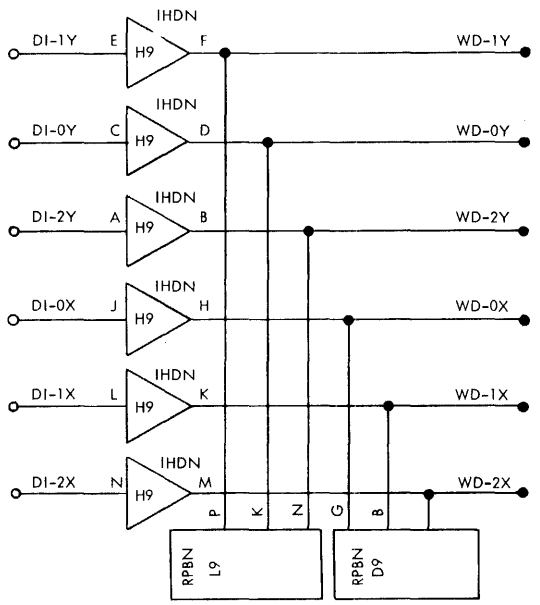 IHDN
DI-1Y E H9 F WD-1Y
IHDN
DI-0Y C H9 D WD-0Y
IHDN
DI-2Y A H9 B WD-2Y
IHDN
DI-0X J H9 H WD-0X
IHDN
DI-1X L H9 K WD-1X
IHDN
DI-2X N H9 M WD-2X
P K N G B
RPBN
L9
RPBN
D9